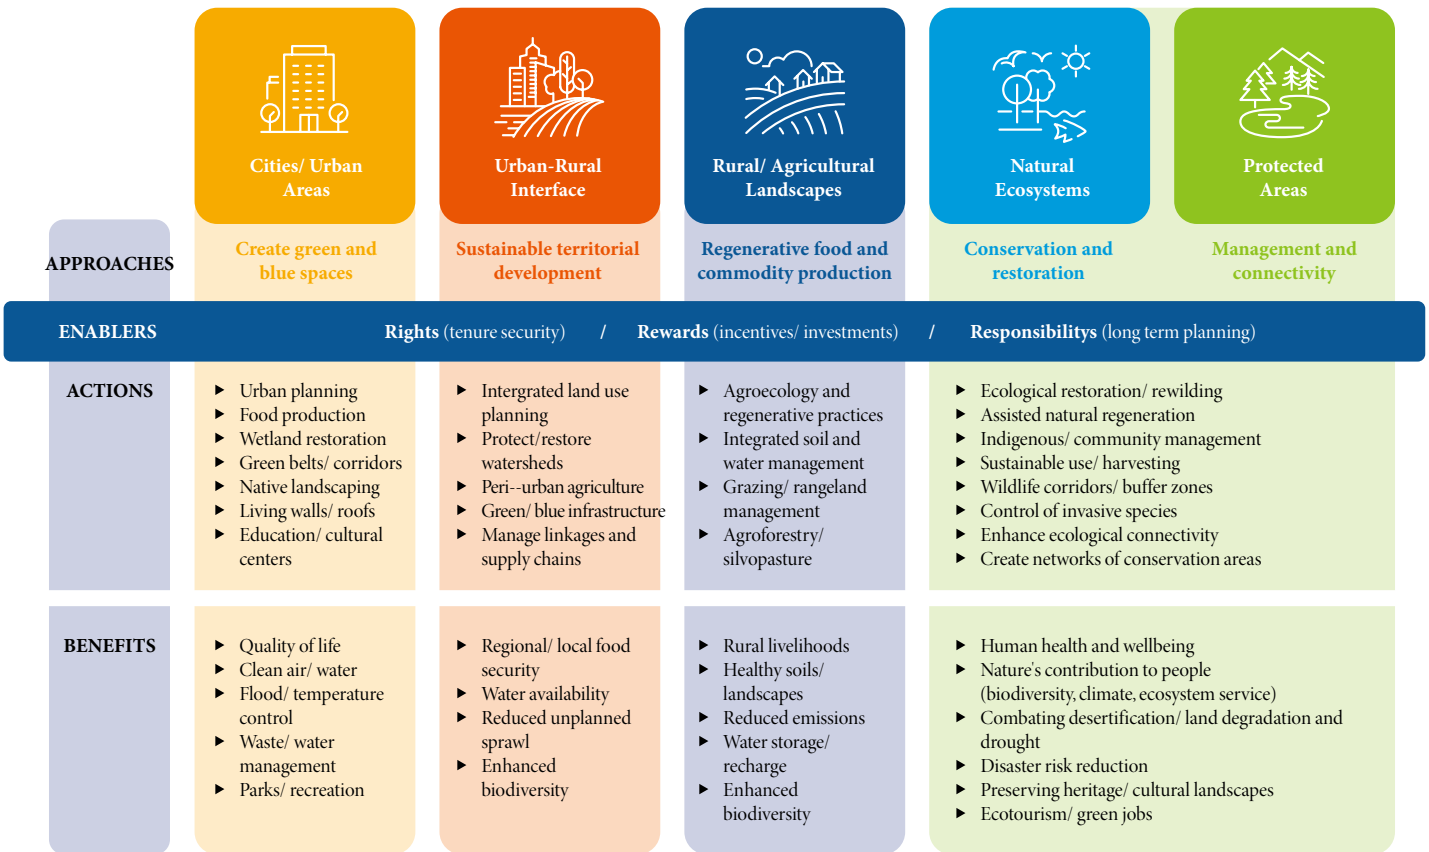 Cities/ Urban
Areas
Urban-Rural
Interface
Rural/ Agricultural
Landscapes
Natural
Ecosystems
Protected
Areas
APPROACHES
Create green and
blue spaces
Sustainable territorial
development
Regenerative food and
commodity production
Conservation and
restoration
Management and
connectivity
ENABLERS
Rights (tenure security) / Rewards (incentives/ investments) / Responsibilitys (long term planning)
ACTIONS
Urban planning
Food production
Wetland restoration
Green belts/ corridors
Native landscaping
Living walls/ roofs
Education/ cultural
centers
Intergrated land use
planning
Protect/restore
watersheds
Peri--urban agriculture
Green/ blue infrastructure
Manage linkages and
supply chains
Agroecology and
regenerative practices
Integrated soil and
water management
Grazing/ rangeland
management
Agroforestry/
silvopasture
Ecological restoration/ rewilding
Assisted natural regeneration
Indigenous/ community management
Sustainable use/ harvesting
Wildlife corridors/ buffer zones
Control of invasive species
Enhance ecological connectivity
Create networks of conservation areas
BENEFITS
Quality of life
Clean air/ water
Flood/ temperature
control
Waste/ water
management
Parks/ recreation
Regional/ local food
security
Water availability
Reduced unplanned
sprawl
Enhanced
biodiversity
Rural livelihoods
Healthy soils/
landscapes
Reduced emissions
Water storage/
recharge
Enhanced
biodiversity
Human health and wellbeing
Nature's contribution to people
(biodiversity, climate, ecosystem service)
Combating desertification/ land degradation and
drought
Disaster risk reduction
Preserving heritage/ cultural landscapes
Ecotourism/ green jobs